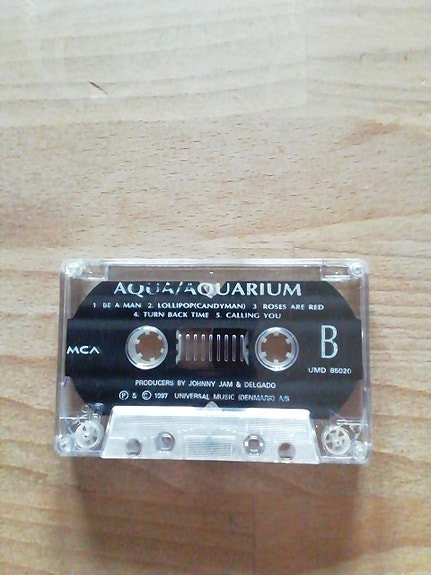 AQUA/AQUARIUM
1 BE A MAN 2. LOLLIPOP(CANDYMAN) 3 ROSES ARE RED
4. TURN BACK TIME 5. CALLING YOU
MCA
B
UMD 85020
PRODUCERS BY JOHNNY JAM & DELGADO
℗ & © 1997 UNIVERSAL MUSIC (DENMARK) A/S